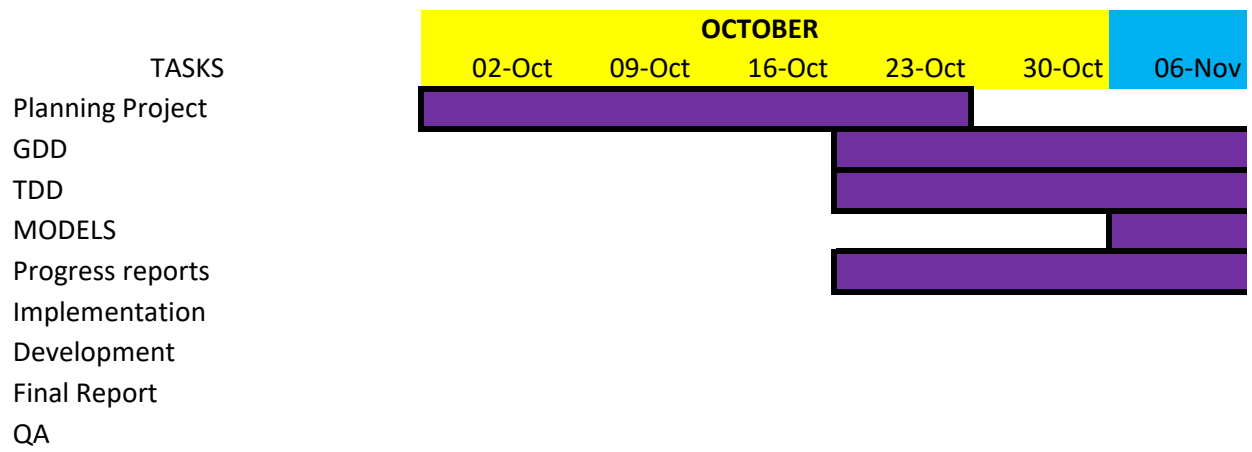 OCTOBER
TASKS 02-Oct 09-Oct 16-Oct 23-Oct 30-Oct 06-Nov
Planning Project
GDD
TDD
MODELS
Progress reports
Implementation
Development
Final Report
QA